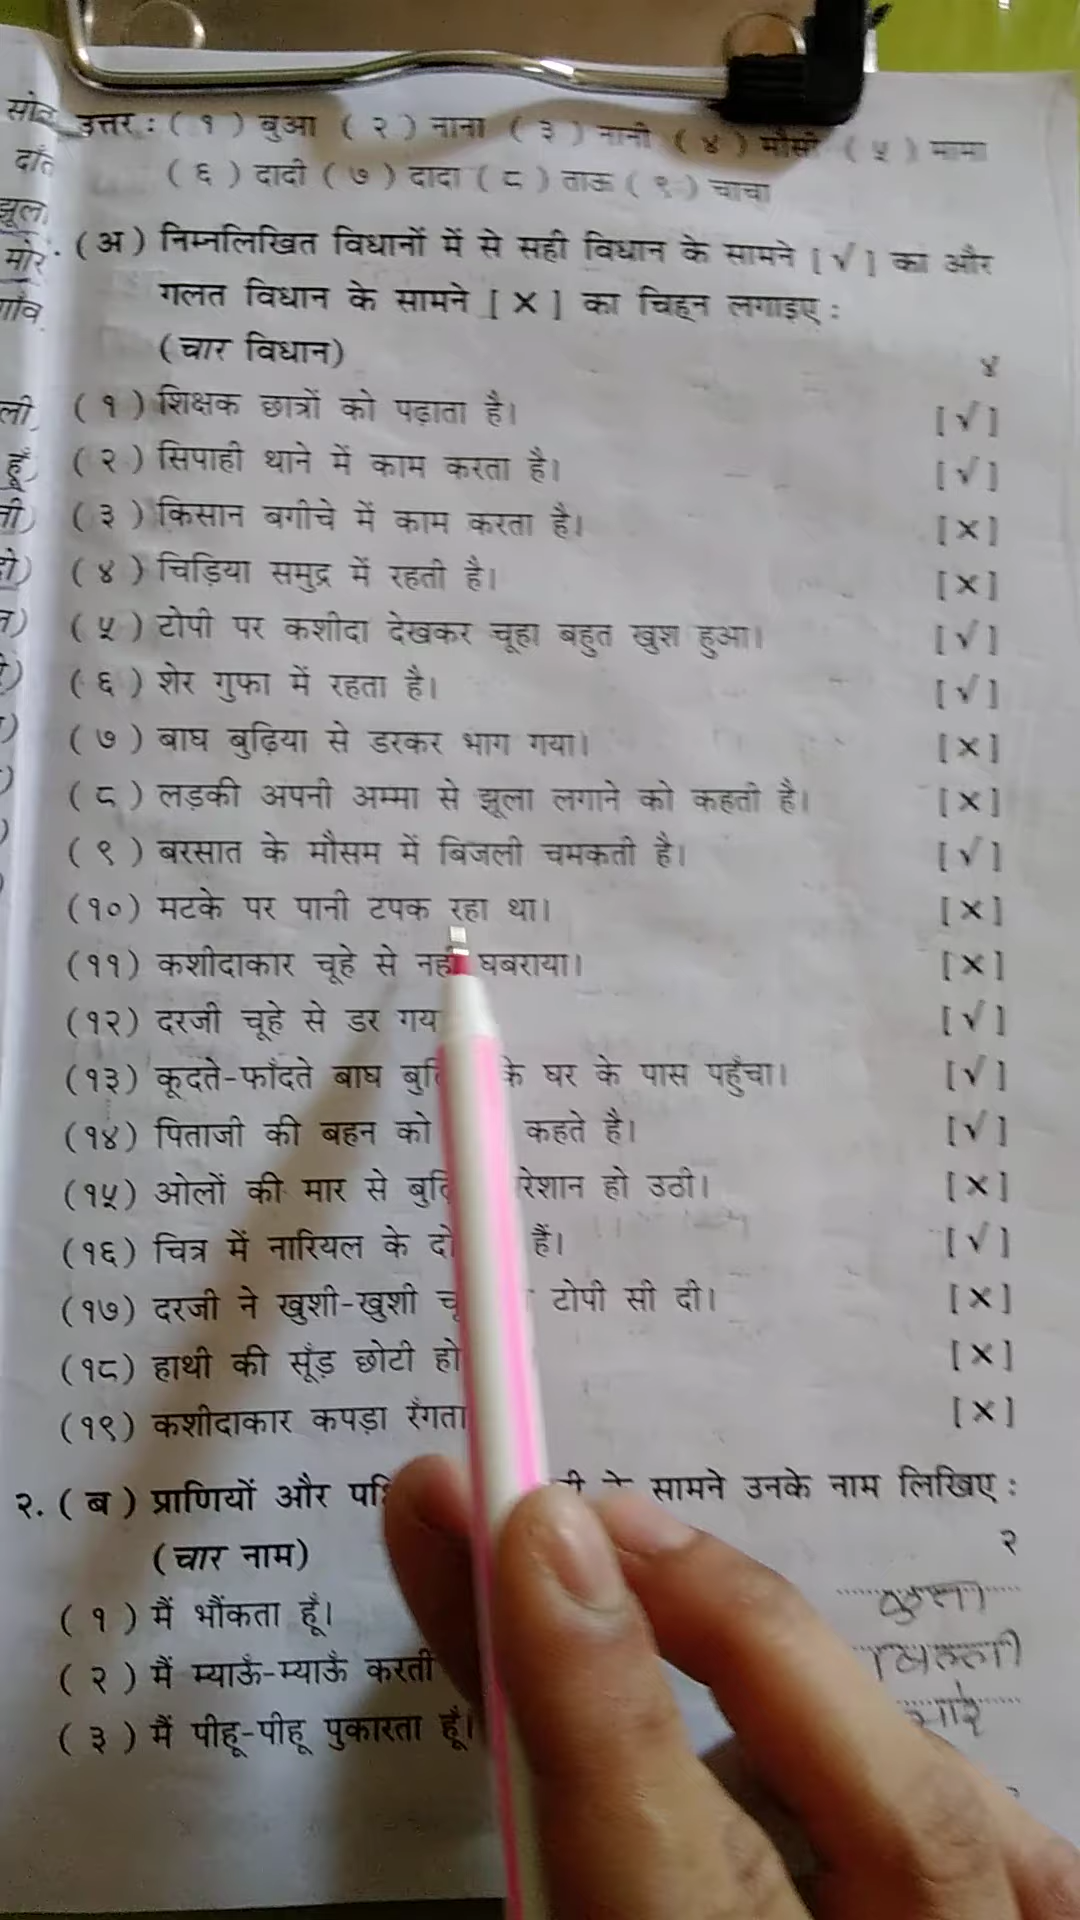 सोत
दाँत
झूला
मोर
गाँव
ली
हूँ
उत्तर : ( १ ) बुआ ( २ ) नाना ( ३ ) नानी ( ४ ) मौसी ( ५ ) मामा
( ६ ) दादी ( ७ ) दादा ( ८ ) ताऊ ( ९ ) चाचा
( अ ) निम्नलिखित विधानों में से सही विधान के सामने [ √ ] का और
गलत विधान के सामने [ X ] का चिह्न लगाइए :
(चार विधान) ४
( १ ) शिक्षक छात्रों को पढ़ाता है। [ √ ]
( २ ) सिपाही थाने में काम करता है। [ √ ]
( ३ ) किसान बगीचे में काम करता है। [ X ]
( ४ ) चिड़िया समुद्र में रहती है। [ X ]
( ५ ) टोपी पर कशीदा देखकर चूहा बहुत खुश हुआ। [ √ ]
( ६ ) शेर गुफा में रहता है। [ √ ]
( ७ ) बाघ बुढ़िया से डरकर भाग गया। [ X ]
( ८ ) लड़की अपनी अम्मा से झूला लगाने को कहती है। [ X ]
( ९ ) बरसात के मौसम में बिजली चमकती है। [ √ ]
(१०) मटके पर पानी टपक रहा था। [ X ]
(११) कशीदाकार चूहे से नहीं घबराया। [ X ]
(१२) दरजी चूहे से डर गय [ √ ]
(१३) कूदते-फाँदते बाघ के घर के पास पहुँचा। [ √ ]
(१४) पिताजी की बहन को कहते है। [ √ ]
(१५) ओलों की मार से रेशान हो उठी। [ X ]
(१६) चित्र में नारियल के दो हैं। [ √ ]
(१७) दरजी ने खुशी-खुशी टोपी सी दी। [ X ]
(१८) हाथी की सूँड़ छोटी हो [ X ]
(१९) कशीदाकार कपड़ा रँगता [ X ]
२. ( ब ) प्राणियों और सामने उनके नाम लिखिए :
(चार नाम) २
( १ ) मैं भौंकता हूँ। कुत्ता
( २ ) मैं म्याऊँ-म्याऊँ करती बिल्ली
( ३ ) मैं पीहू-पीहू पुकारता हूँ।